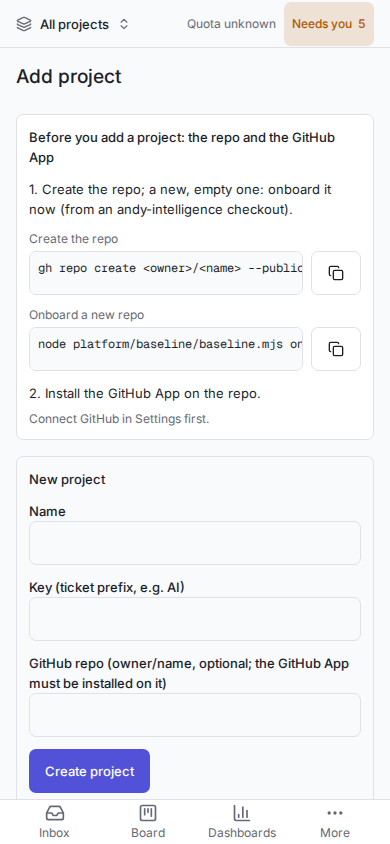 All projects
Quota unknown
Needs you 5
Add project
Before you add a project: the repo and the GitHub
App
1. Create the repo; a new, empty one: onboard it
now (from an andy-intelligence checkout).
Create the repo
gh repo create <owner>/<name> --public
Onboard a new repo
node platform/baseline/baseline.mjs on
2. Install the GitHub App on the repo.
Connect GitHub in Settings first.
New project
Name
Key (ticket prefix, e.g. AI)
GitHub repo (owner/name, optional; the GitHub App
must be installed on it)
Create project
Inbox
Board
Dashboards
More